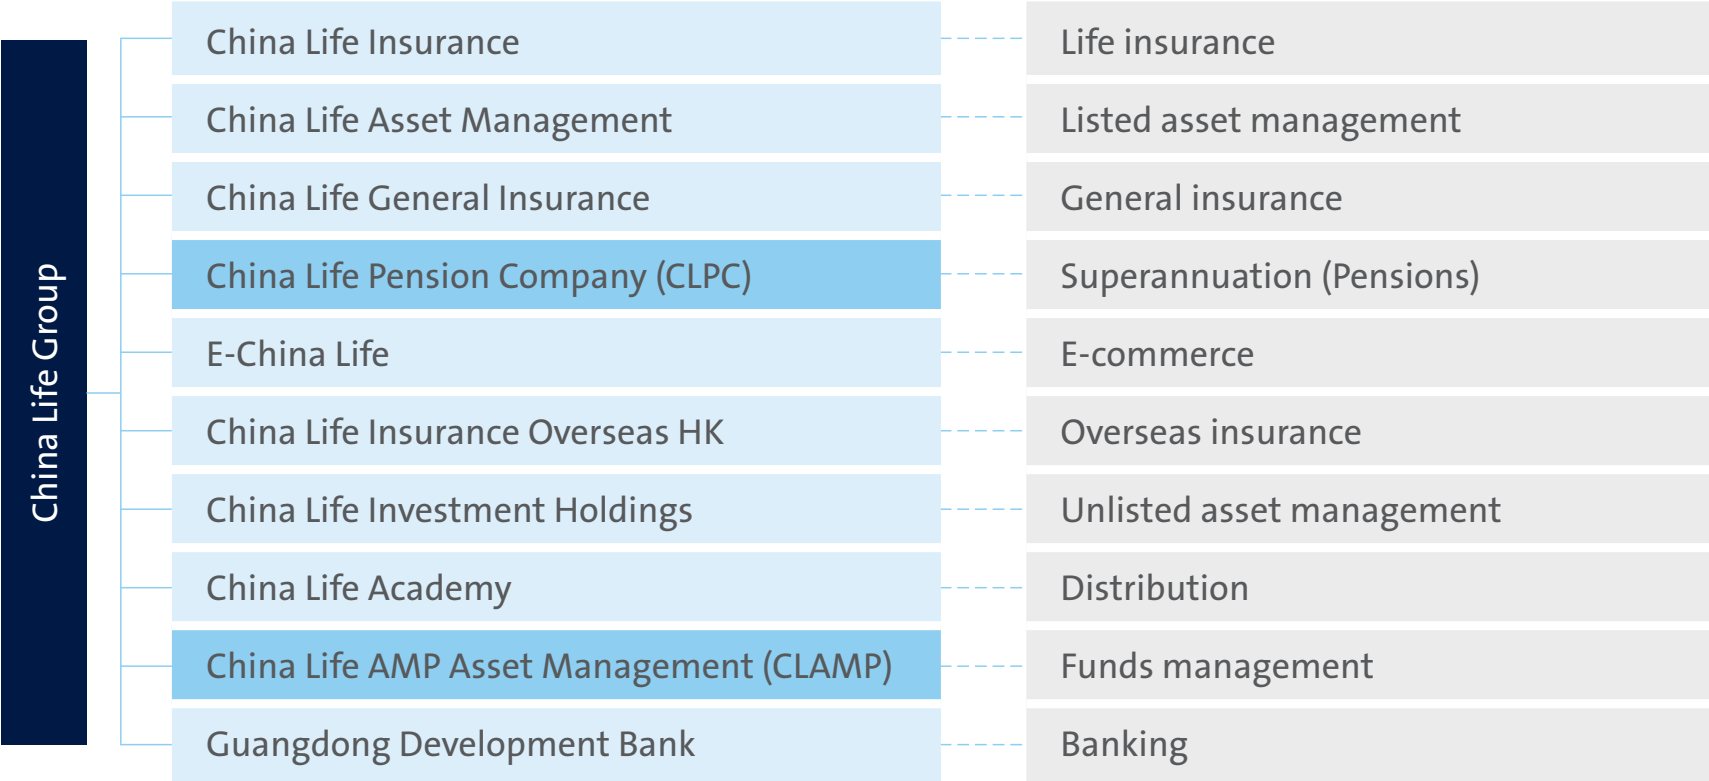 China Life Group
China Life Insurance
Life insurance
China Life Asset Management
Listed asset management
China Life General Insurance
General insurance
China Life Pension Company (CLPC)
Superannuation (Pensions)
E-China Life
E-commerce
China Life Insurance Overseas HK
Overseas insurance
China Life Investment Holdings
Unlisted asset management
China Life Academy
Distribution
China Life AMP Asset Management (CLAMP)
Funds management
Guangdong Development Bank
Banking